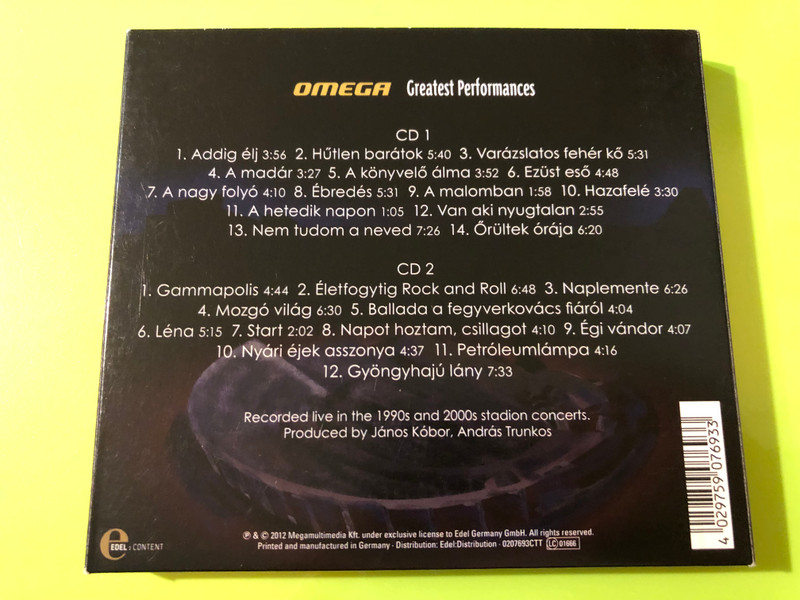 OMEGA Greatest Performances
CD 1
1. Addig élj 3:56 2. Hűtlen barátok 5:40 3. Varázslatos fehér kő 5:31
4. A madár 3:27 5. A könyvelő álma 3:52 6. Ezüst eső 4:48
7. A nagy folyó 4:10 8. Ébredés 5:31 9. A malomban 1:58 10. Hazafelé 3:30
11. A hetedik napon 1:05 12. Van aki nyugtalan 2:55
13. Nem tudom a neved 7:26 14. Őrültek órája 6:20
CD 2
1. Gammapolis 4:44 2. Életfogytig Rock and Roll 6:48 3. Naplemente 6:26
4. Mozgó világ 6:30 5. Ballada a fegyverkovács fiáról 4:04
6. Léna 5:15 7. Start 2:02 8. Napot hoztam, csillagot 4:10 9. Égi vándor 4:07
10. Nyári éjek asszonya 4:37 11. Petróleumlámpa 4:16
12. Gyöngyhajú lány 7:33
Recorded live in the 1990s and 2000s stadion concerts.
Produced by János Kóbor, András Trunkos
4 029759 076933
e
EDEL : CONTENT
℗ & © 2012 Megamultimedia Kft. under exclusive license to Edel Germany GmbH. All rights reserved.
Printed and manufactured in Germany · Distribution: Edel:Distribution · 0207693CTT LC 01666